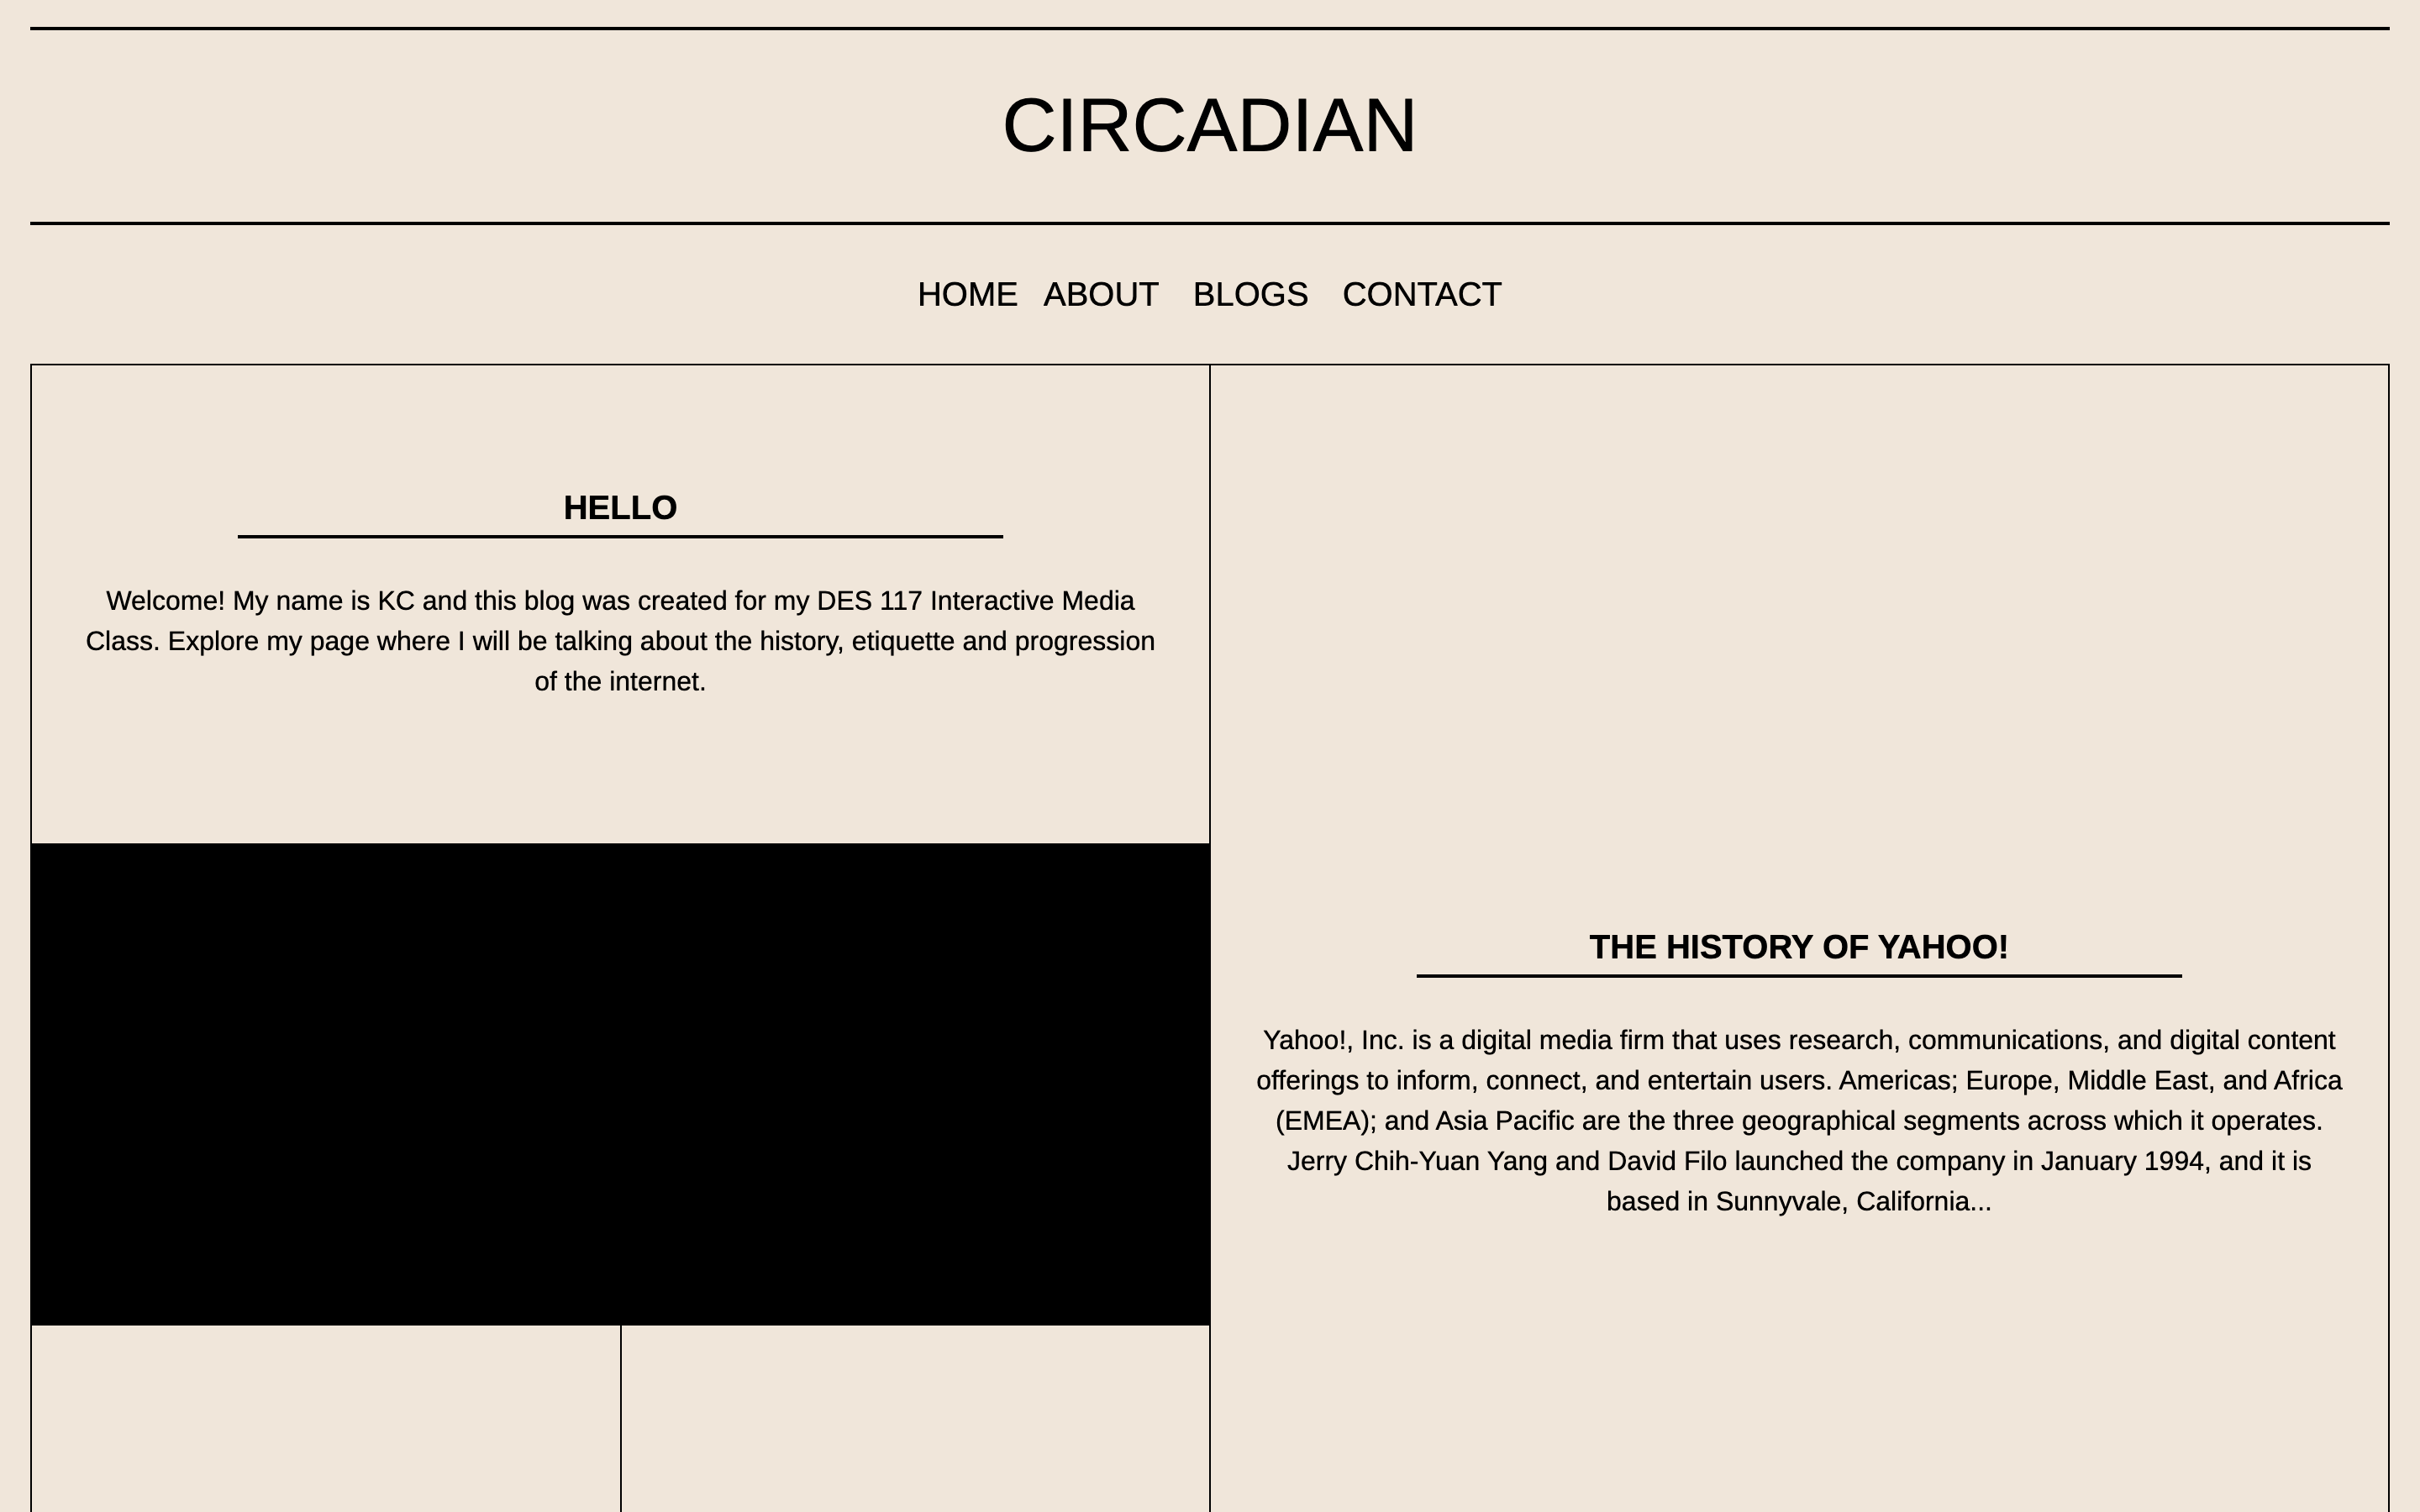 CIRCADIAN
HOME ABOUT BLOGS CONTACT
HELLO
Welcome! My name is KC and this blog was created for my DES 117 Interactive Media
Class. Explore my page where I will be talking about the history, etiquette and progression
of the internet.
THE HISTORY OF YAHOO!
Yahoo!, Inc. is a digital media firm that uses research, communications, and digital content
offerings to inform, connect, and entertain users. Americas; Europe, Middle East, and Africa
(EMEA); and Asia Pacific are the three geographical segments across which it operates.
Jerry Chih-Yuan Yang and David Filo launched the company in January 1994, and it is
based in Sunnyvale, California...